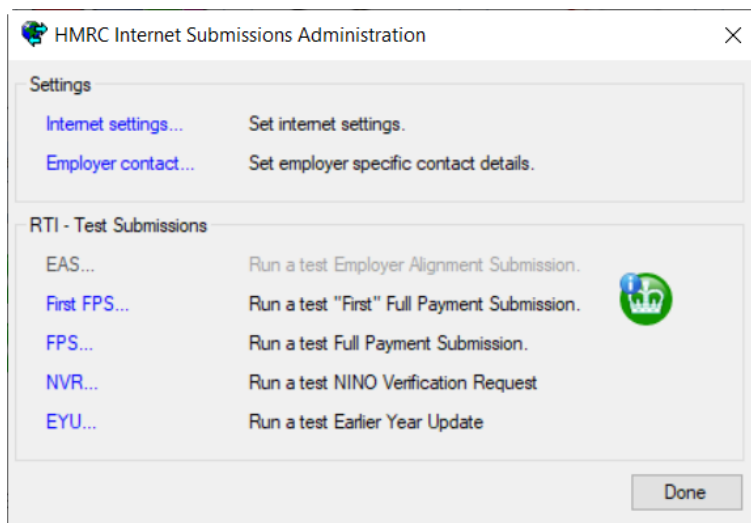 HMRC Internet Submissions Administration
Settings
Internet settings... Set internet settings.
Employer contact... Set employer specific contact details.
RTI - Test Submissions
EAS... Run a test Employer Alignment Submission.
First FPS... Run a test "First" Full Payment Submission.
FPS... Run a test Full Payment Submission.
NVR... Run a test NINO Verification Request
EYU... Run a test Earlier Year Update
Done